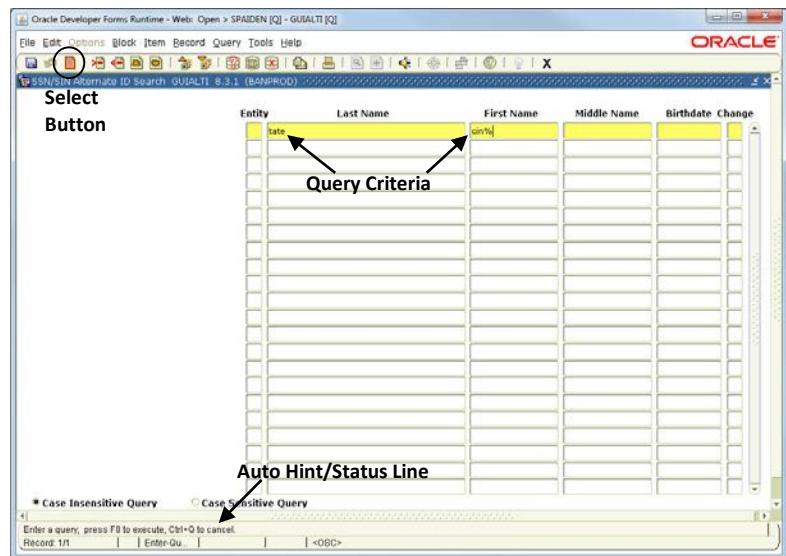 Oracle Developer Forms Runtime - Web: Open > SPAIDEN [Q] - GUIALTI [Q]
File Edit Options Block Item Record Query Tools Help
ORACLE
X
SSN/SIN Alternate ID Search GUIALTI 8.3.1 (BANPROD)
Select
Button
Entity Last Name First Name Middle Name Birthdate Change
tate cin%
Query Criteria
Auto Hint/Status Line
Case Insensitive Query Case Sensitive Query
Enter a query; press F8 to execute, Ctrl+Q to cancel.
Record: 1/1 Enter-Qu... <OSC>